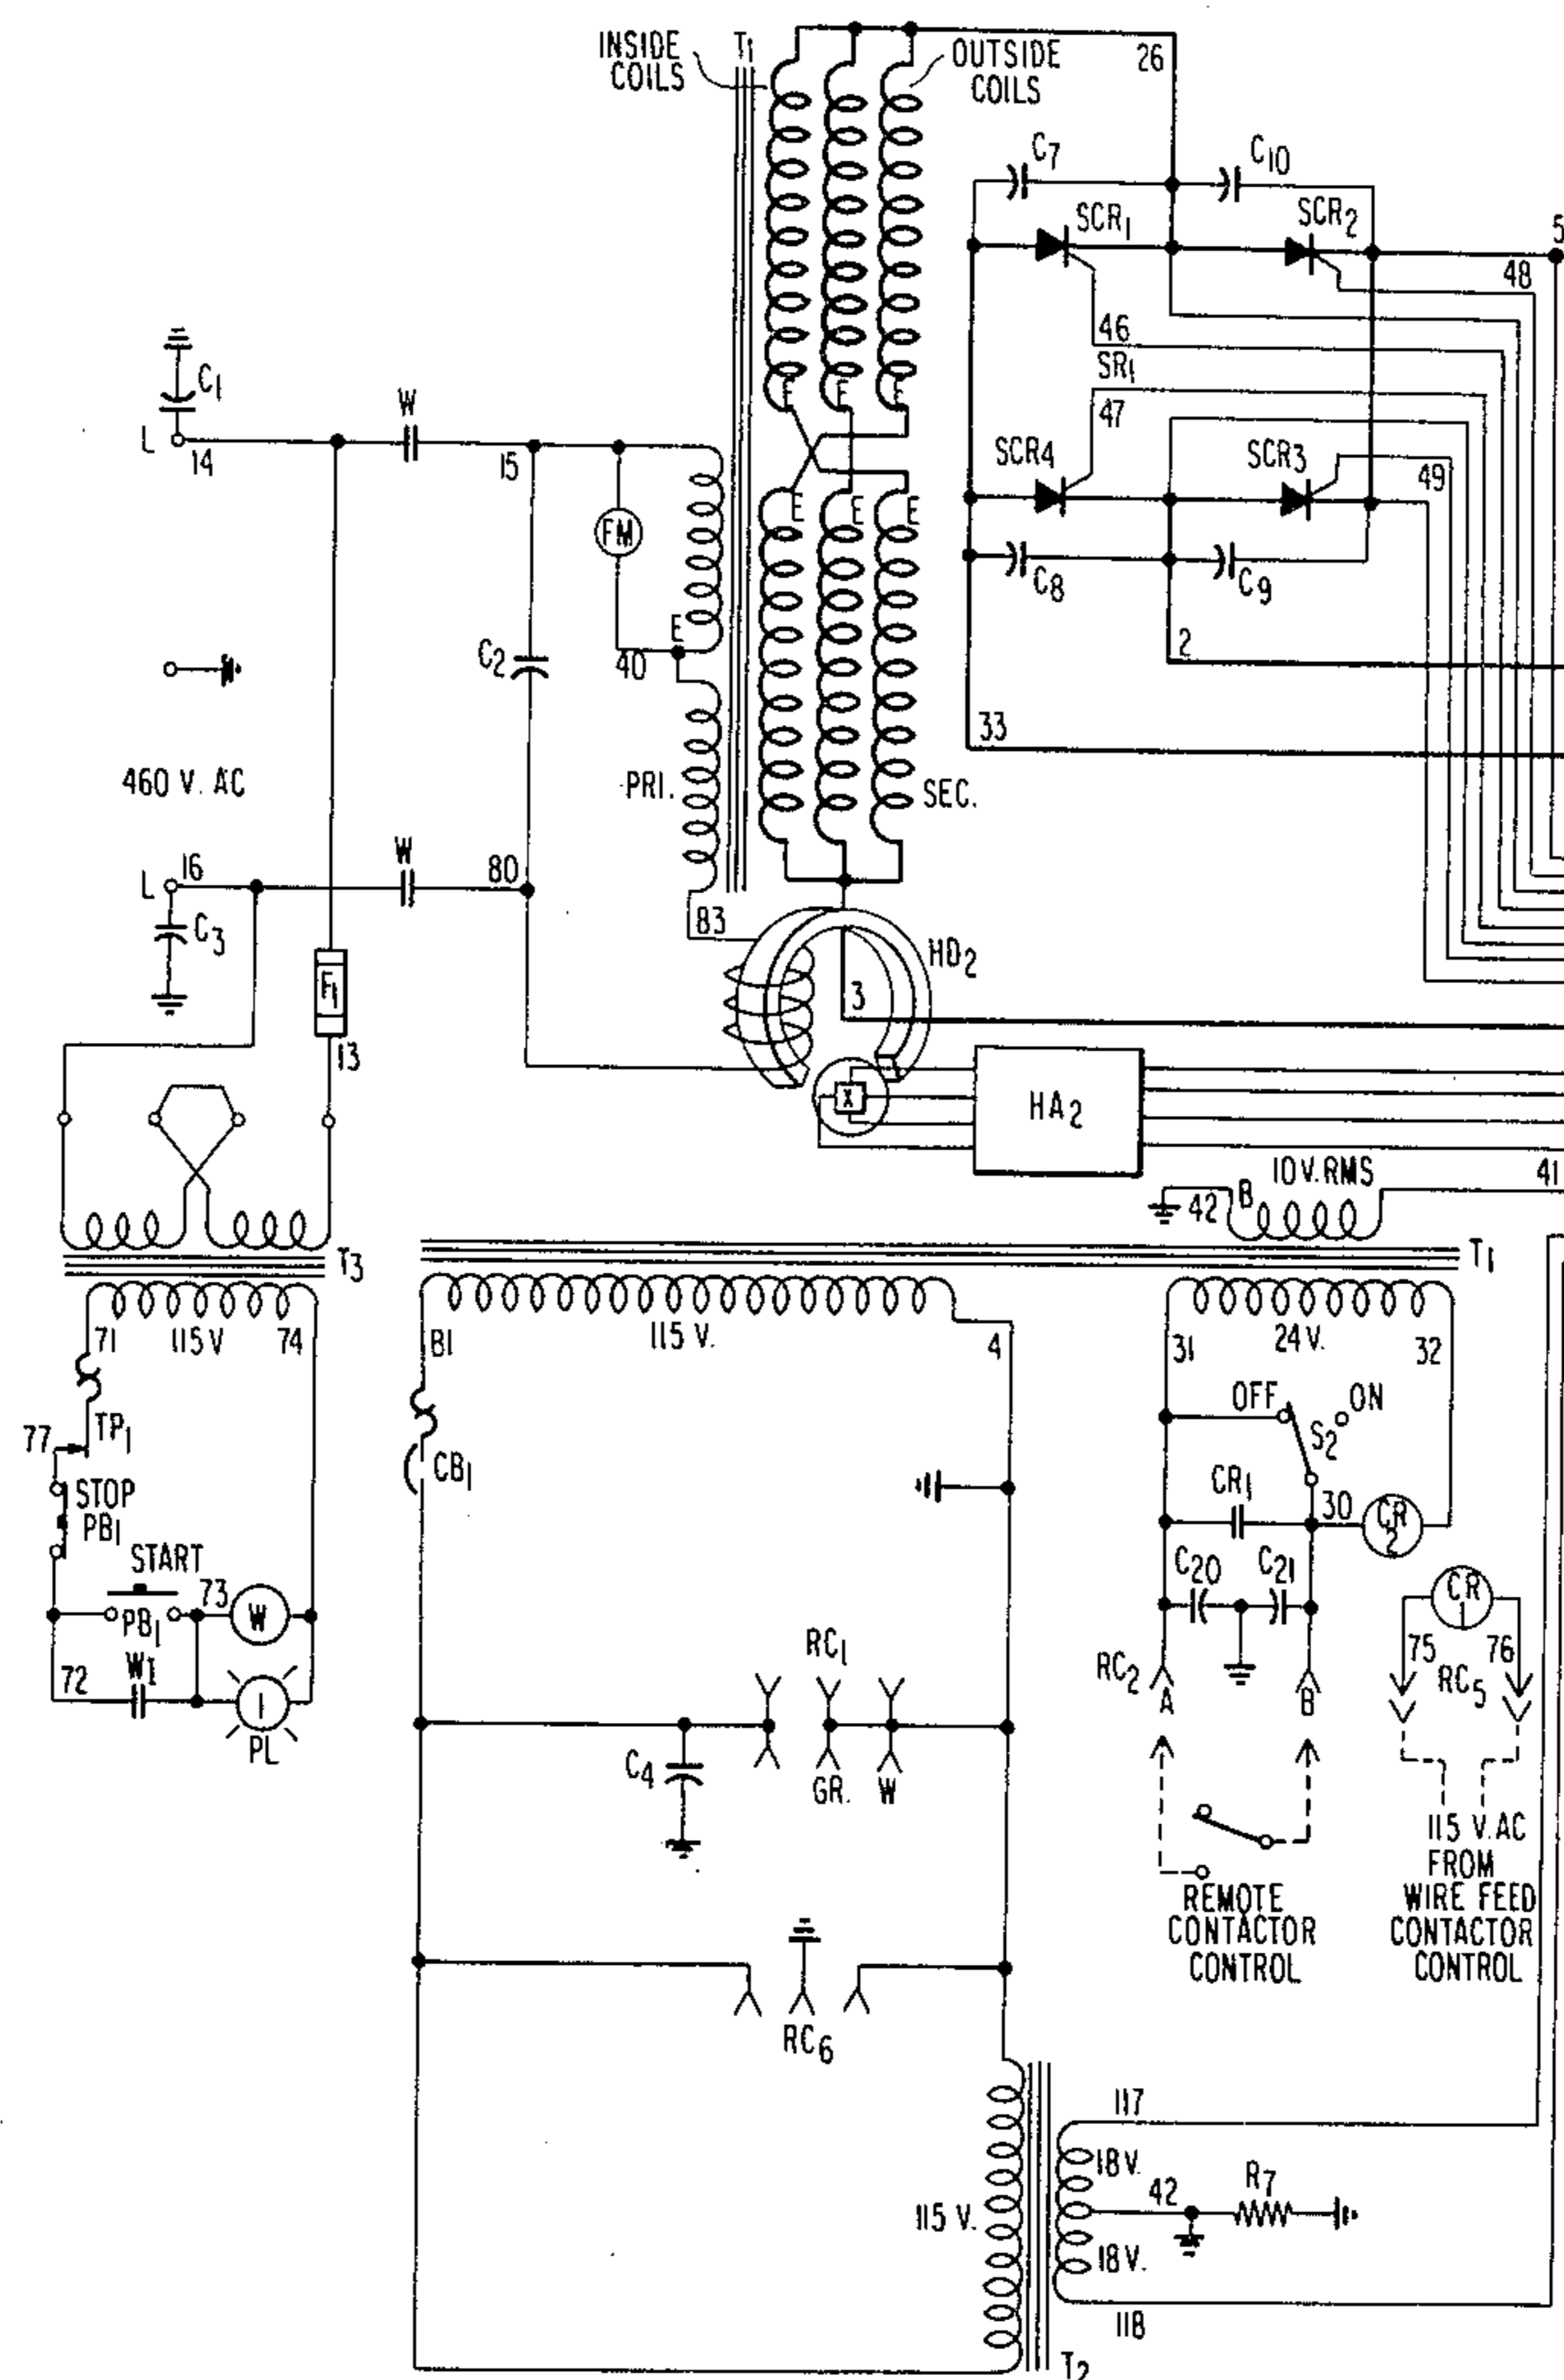 INSIDE
COILS
T1
OUTSIDE
COILS
26
C7
C10
SCR1
SCR2
5
48
46
SR1
47
C1
W
L
14
15
SCR4
SCR3
49
FM
E
E
E
E
E
E
E
40
C2
C8
C9
2
33
460 V. AC
PRI.
SEC.
L
16
W
80
83
C3
HD2
3
F1
13
X
HA2
10 V. RMS
41
42
B
T3
T1
71
115 V
74
81
115 V.
4
31
24 V.
32
OFF
ON
S2
77
TP1
CB1
STOP
PB1
CR1
30
CR
2
START
73
W
PB1
C20
C21
CR
1
75
76
72
W1
RC1
RC2
A
B
RC5
PL
C4
GR.
W
115 V. AC
FROM
WIRE FEED
CONTACTOR
CONTROL
REMOTE
CONTACTOR
CONTROL
RC6
117
18 V.
42
R7
115 V.
18 V.
118
T2